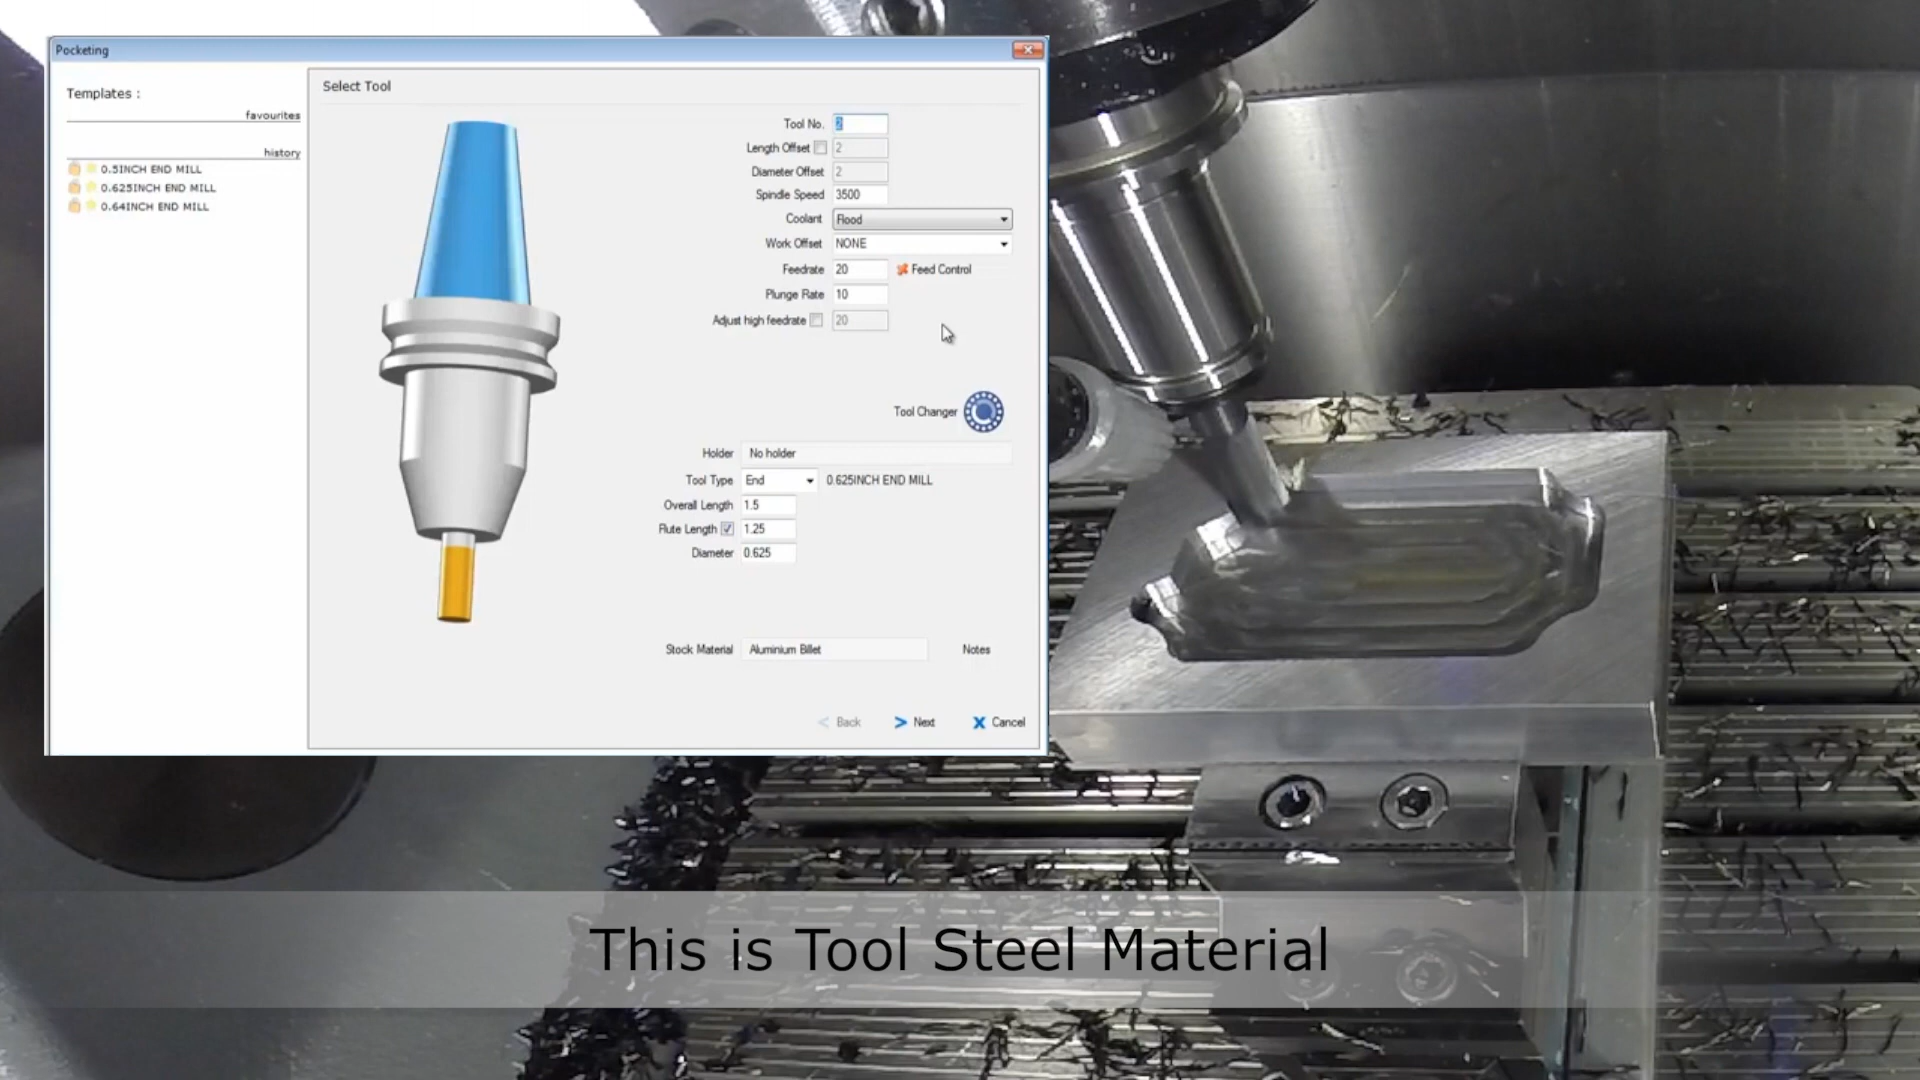 Pocketing
Templates :
favourites
history
0.5INCH END MILL
0.625INCH END MILL
0.64INCH END MILL
Select Tool
Tool No. 2
Length Offset 2
Diameter Offset 2
Spindle Speed 3500
Coolant Flood
Work Offset NONE
Feedrate 20 Feed Control
Plunge Rate 10
Adjust high feedrate 20
Tool Changer
Holder No holder
Tool Type End 0.625INCH END MILL
Overall Length 1.5
Flute Length 1.25
Diameter 0.625
Stock Material Aluminium Billet Notes
< Back > Next X Cancel
This is Tool Steel Material